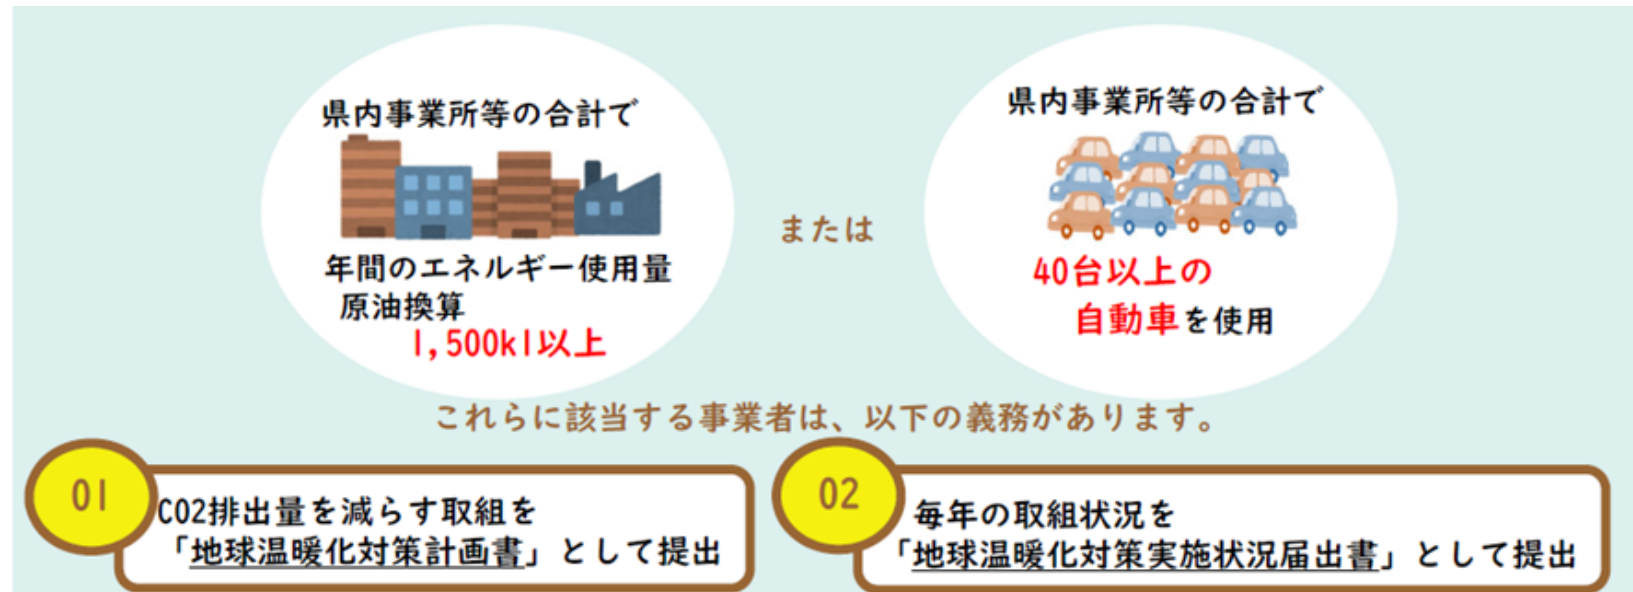 県内事業所等の合計で
年間のエネルギー使用量
原油換算
1,500kl以上
または
県内事業所等の合計で
40台以上の
自動車を使用
これらに該当する事業者は、以下の義務があります。
01
CO2排出量を減らす取組を
「地球温暖化対策計画書」として提出
02
毎年の取組状況を
「地球温暖化対策実施状況届出書」として提出